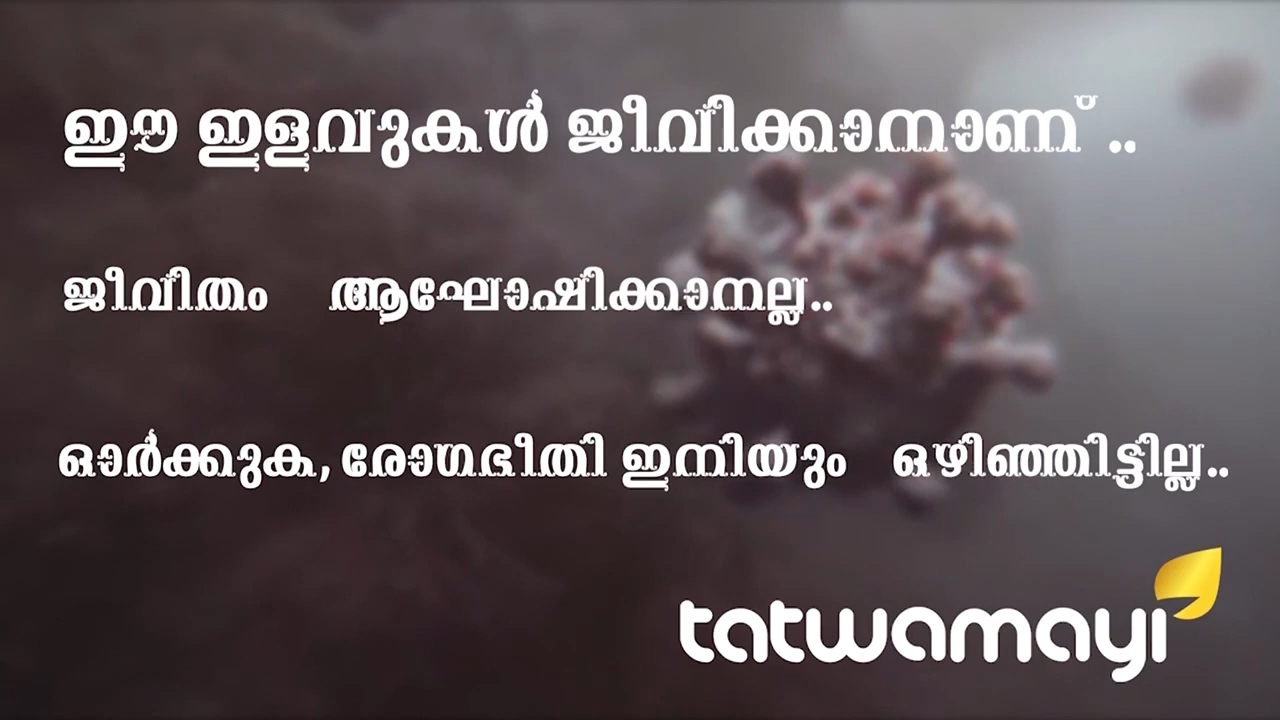 ഈ ഇളവുകൾ ജീവിക്കാനാണ് ..
ജീവിതം ആഘോഷിക്കാനല്ല..
ഓർക്കുക, രോഗഭീതി ഇനിയും ഒഴിഞ്ഞിട്ടില്ല..
tatwamayi